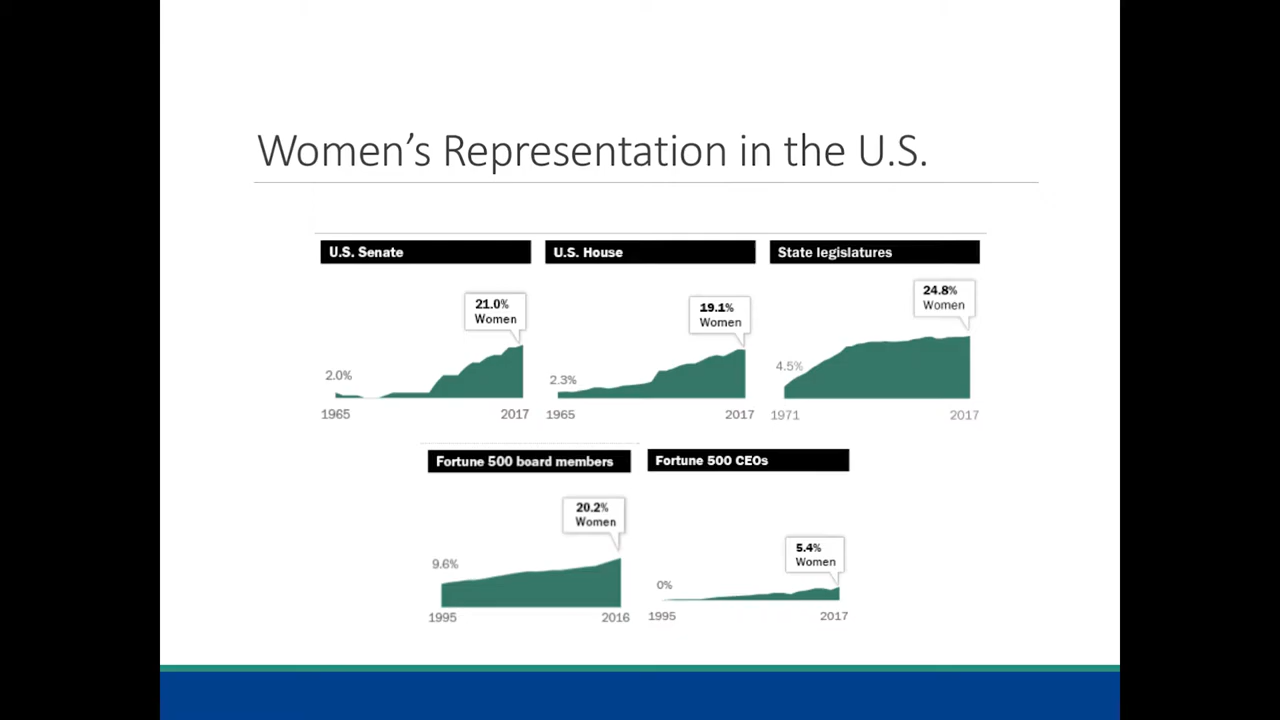 Women’s Representation in the U.S.
U.S. Senate
21.0%
Women
2.0%
1965 2017
U.S. House
19.1%
Women
2.3%
1965 2017
State legislatures
24.8%
Women
4.5%
1971 2017
Fortune 500 board members
20.2%
Women
9.6%
1995 2016
Fortune 500 CEOs
5.4%
Women
0%
1995 2017